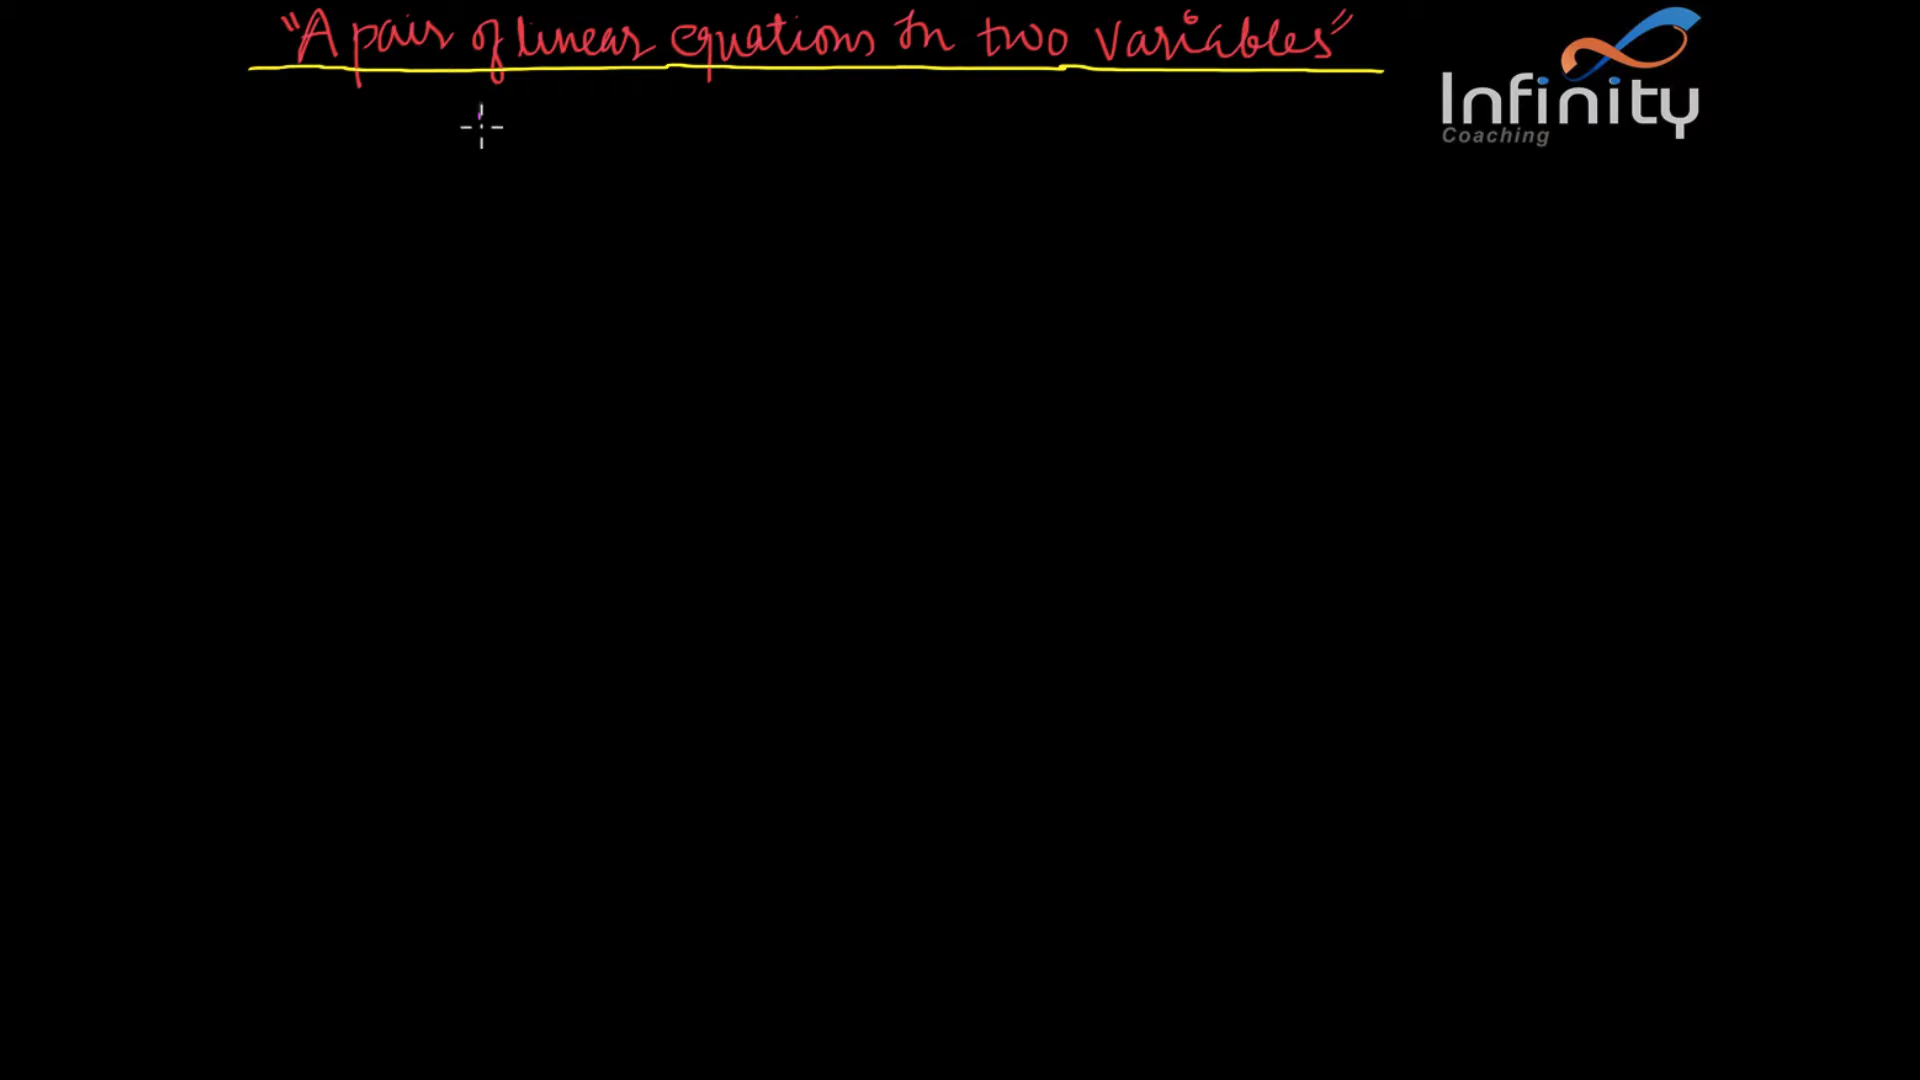 "A pair of linear equations In two variables"
Infinity
Coaching